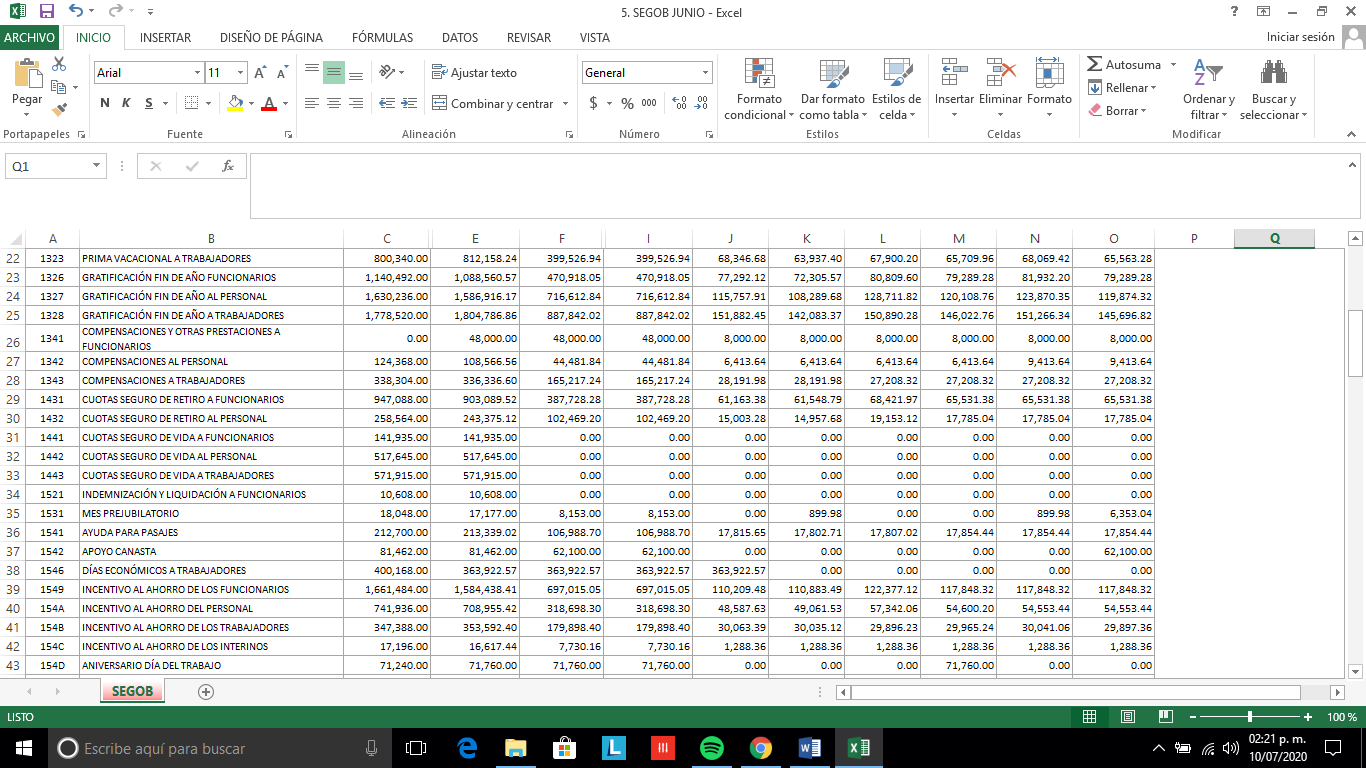 5. SEGOB JUNIO - Excel
ARCHIVO INICIO INSERTAR DISEÑO DE PÁGINA FÓRMULAS DATOS REVISAR VISTA Iniciar sesión
Arial 11 Ajustar texto General Autosuma
Rellenar
Pegar N K S Combinar y centrar $ % 000 Formato condicional Dar formato como tabla Estilos de celda Insertar Eliminar Formato Borrar Ordenar y filtrar Buscar y seleccionar
Portapapeles Fuente Alineación Número Estilos Celdas Modificar
Q1 fx
A B C E F I J K L M N O P Q
22 1323 PRIMA VACACIONAL A TRABAJADORES 800,340.00 812,158.24 399,526.94 399,526.94 68,346.68 63,937.40 67,900.20 65,709.96 68,069.42 65,563.28
23 1326 GRATIFICACIÓN FIN DE AÑO FUNCIONARIOS 1,140,492.00 1,088,560.57 470,918.05 470,918.05 77,292.12 72,305.57 80,809.60 79,289.28 81,932.20 79,289.28
24 1327 GRATIFICACIÓN FIN DE AÑO AL PERSONAL 1,630,236.00 1,586,916.17 716,612.84 716,612.84 115,757.91 108,289.68 128,711.82 120,108.76 123,870.35 119,874.32
25 1328 GRATIFICACIÓN FIN DE AÑO A TRABAJADORES 1,778,520.00 1,804,786.86 887,842.02 887,842.02 151,882.45 142,083.37 150,890.28 146,022.76 151,266.34 145,696.82
26 1341 COMPENSACIONES Y OTRAS PRESTACIONES A
FUNCIONARIOS 0.00 48,000.00 48,000.00 48,000.00 8,000.00 8,000.00 8,000.00 8,000.00 8,000.00 8,000.00
27 1342 COMPENSACIONES AL PERSONAL 124,368.00 108,566.56 44,481.84 44,481.84 6,413.64 6,413.64 6,413.64 6,413.64 9,413.64 9,413.64
28 1343 COMPENSACIONES A TRABAJADORES 338,304.00 336,336.60 165,217.24 165,217.24 28,191.98 28,191.98 27,208.32 27,208.32 27,208.32 27,208.32
29 1431 CUOTAS SEGURO DE RETIRO A FUNCIONARIOS 947,088.00 903,089.52 387,728.28 387,728.28 61,163.38 61,548.79 68,421.97 65,531.38 65,531.38 65,531.38
30 1432 CUOTAS SEGURO DE RETIRO AL PERSONAL 258,564.00 243,375.12 102,469.20 102,469.20 15,003.28 14,957.68 19,153.12 17,785.04 17,785.04 17,785.04
31 1441 CUOTAS SEGURO DE VIDA A FUNCIONARIOS 141,935.00 141,935.00 0.00 0.00 0.00 0.00 0.00 0.00 0.00 0.00
32 1442 CUOTAS SEGURO DE VIDA AL PERSONAL 517,645.00 517,645.00 0.00 0.00 0.00 0.00 0.00 0.00 0.00 0.00
33 1443 CUOTAS SEGURO DE VIDA A TRABAJADORES 571,915.00 571,915.00 0.00 0.00 0.00 0.00 0.00 0.00 0.00 0.00
34 1521 INDEMNIZACIÓN Y LIQUIDACIÓN A FUNCIONARIOS 10,608.00 10,608.00 0.00 0.00 0.00 0.00 0.00 0.00 0.00 0.00
35 1531 MES PREJUBILATORIO 18,048.00 17,177.00 8,153.00 8,153.00 0.00 899.98 0.00 0.00 899.98 6,353.04
36 1541 AYUDA PARA PASAJES 212,700.00 213,339.02 106,988.70 106,988.70 17,815.65 17,802.71 17,807.02 17,854.44 17,854.44 17,854.44
37 1542 APOYO CANASTA 81,462.00 81,462.00 62,100.00 62,100.00 0.00 0.00 0.00 0.00 0.00 62,100.00
38 1546 DÍAS ECONÓMICOS A TRABAJADORES 400,168.00 363,922.57 363,922.57 363,922.57 363,922.57 0.00 0.00 0.00 0.00 0.00
39 1549 INCENTIVO AL AHORRO DE LOS FUNCIONARIOS 1,661,484.00 1,584,438.41 697,015.05 697,015.05 110,209.48 110,883.49 122,377.12 117,848.32 117,848.32 117,848.32
40 154A INCENTIVO AL AHORRO DEL PERSONAL 741,936.00 708,955.42 318,698.30 318,698.30 48,587.63 49,061.53 57,342.06 54,600.20 54,553.44 54,553.44
41 154B INCENTIVO AL AHORRO DE LOS TRABAJADORES 347,388.00 353,592.40 179,898.40 179,898.40 30,063.39 30,035.12 29,896.23 29,965.24 30,041.06 29,897.36
42 154C INCENTIVO AL AHORRO DE LOS INTERINOS 17,196.00 16,617.44 7,730.16 7,730.16 1,288.36 1,288.36 1,288.36 1,288.36 1,288.36 1,288.36
43 154D ANIVERSARIO DÍA DEL TRABAJO 71,240.00 71,760.00 71,760.00 71,760.00 0.00 0.00 0.00 71,760.00 0.00 0.00
SEGOB
LISTO 100 %
Escribe aquí para buscar 02:21 p. m.
10/07/2020